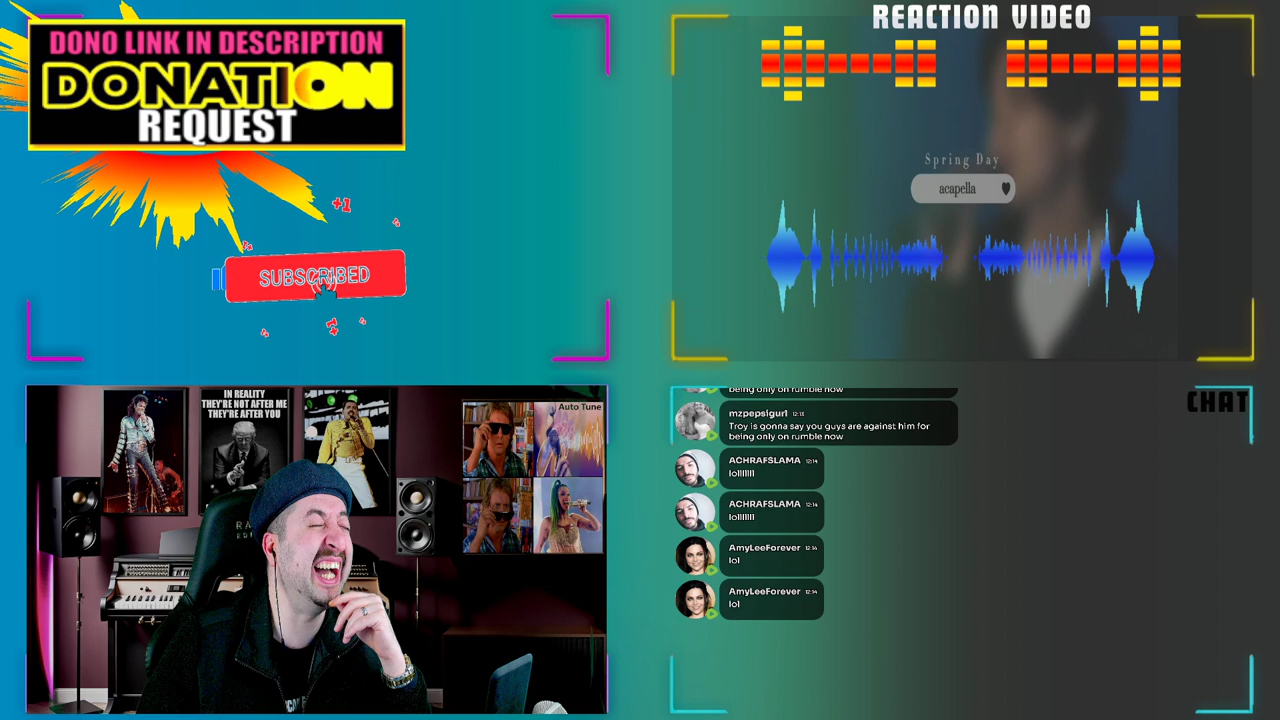 DONO LINK IN DESCRIPTION
DONATION
REQUEST
+1
SUBSCRIBED
REACTION VIDEO
Spring Day
acapella
IN REALITY
THEY'RE NOT AFTER ME
THEY'RE AFTER YOU
Auto Tune
CHAT
being only on rumble now
mzpepsigurl 12:13
Troy is gonna say you guys are against him for
being only on rumble now
ACHRAFSLAMA 12:14
lolllllll
ACHRAFSLAMA 12:14
lolllllll
AmyLeeForever 12:14
lol
AmyLeeForever 12:14
lol